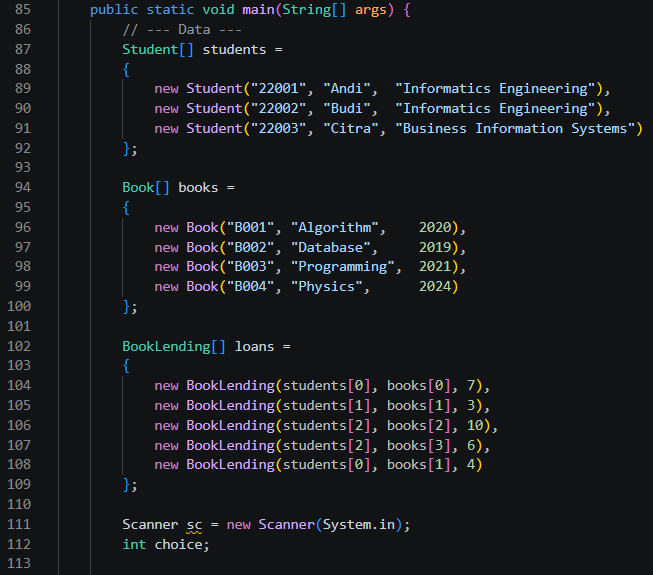 85 public static void main(String[] args) {
86 // --- Data ---
87 Student[] students =
88 {
89 new Student("22001", "Andi",  "Informatics Engineering"),
90 new Student("22002", "Budi",  "Informatics Engineering"),
91 new Student("22003", "Citra", "Business Information Systems")
92 };
93
94 Book[] books =
95 {
96 new Book("B001", "Algorithm",    2020),
97 new Book("B002", "Database",     2019),
98 new Book("B003", "Programming",  2021),
99 new Book("B004", "Physics",      2024)
100 };
101
102 BookLending[] loans =
103 {
104 new BookLending(students[0], books[0], 7),
105 new BookLending(students[1], books[1], 3),
106 new BookLending(students[2], books[2], 10),
107 new BookLending(students[2], books[3], 6),
108 new BookLending(students[0], books[1], 4)
109 };
110
111 Scanner sc = new Scanner(System.in);
112 int choice;
113